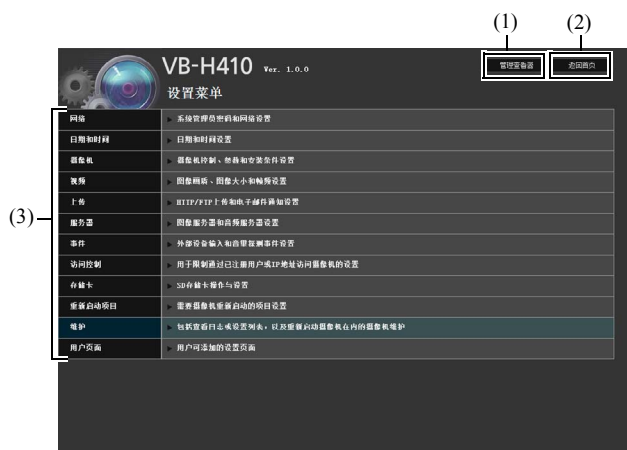 (1) (2)
VB-H410 Ver. 1.0.0
管理查看器 返回首页
设置菜单
(3)
网络 系统管理员密码和网络设置
日期和时间 日期和时间设置
摄像机 摄像机控制、名称和安装条件设置
视频 图像画质、图像大小和帧频设置
上传 HTTP/FTP上传和电子邮件通知设置
服务器 图像服务器和音频服务器设置
事件 外部设备输入和音量探测事件设置
访问控制 用于限制通过已注册用户或IP地址访问摄像机的设置
存储卡 SD存储卡操作与设置
重新启动项目 需要摄像机重新启动的项目设置
维护 包括查看日志或设置列表，以及重新启动摄像机在内的摄像机维护
用户页面 用户可添加的设置页面